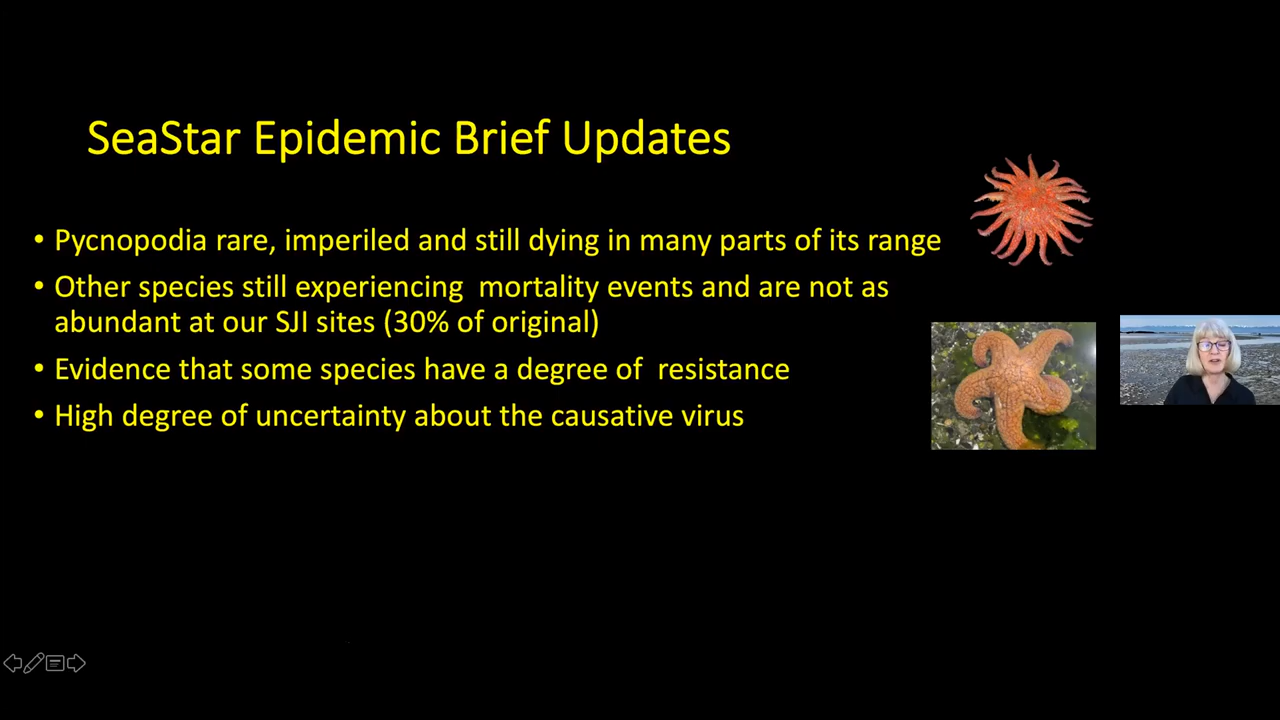 SeaStar Epidemic Brief Updates
• Pycnopodia rare, imperiled and still dying in many parts of its range
• Other species still experiencing  mortality events and are not as
abundant at our SJI sites (30% of original)
• Evidence that some species have a degree of  resistance
• High degree of uncertainty about the causative virus